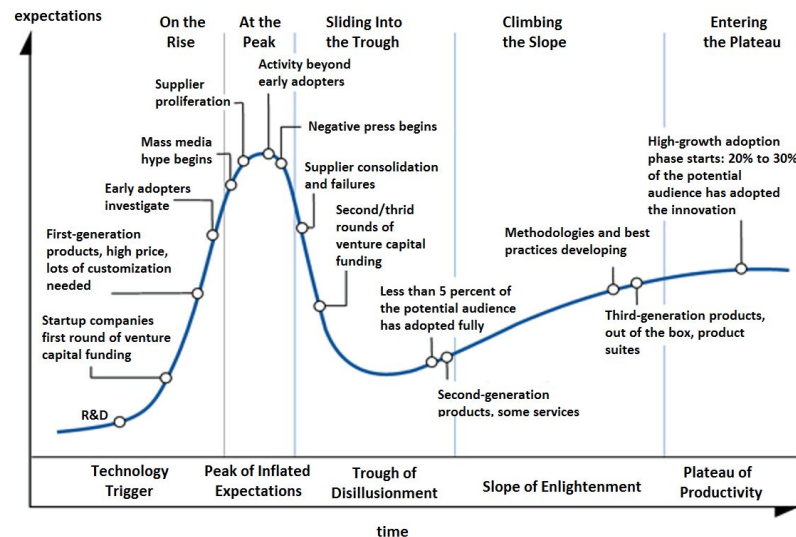 expectations
On the
Rise
At the
Peak
Sliding Into
the Trough
Climbing
the Slope
Entering
the Plateau
Activity beyond
early adopters
Supplier
proliferation
Negative press begins
Mass media
hype begins
Supplier consolidation
and failures
Early adopters
investigate
Second/thrid
rounds of
venture capital
funding
First-generation
products, high price,
lots of customization
needed
Startup companies
first round of venture
capital funding
R&D
Less than 5 percent of
the potential audience
has adopted fully
Second-generation
products, some services
Methodologies and best
practices developing
Third-generation products,
out of the box, product
suites
High-growth adoption
phase starts: 20% to 30%
of the potential
audience has adopted
the innovation
Technology
Trigger
Peak of Inflated
Expectations
Trough of
Disillusionment
Slope of Enlightenment
Plateau of
Productivity
time